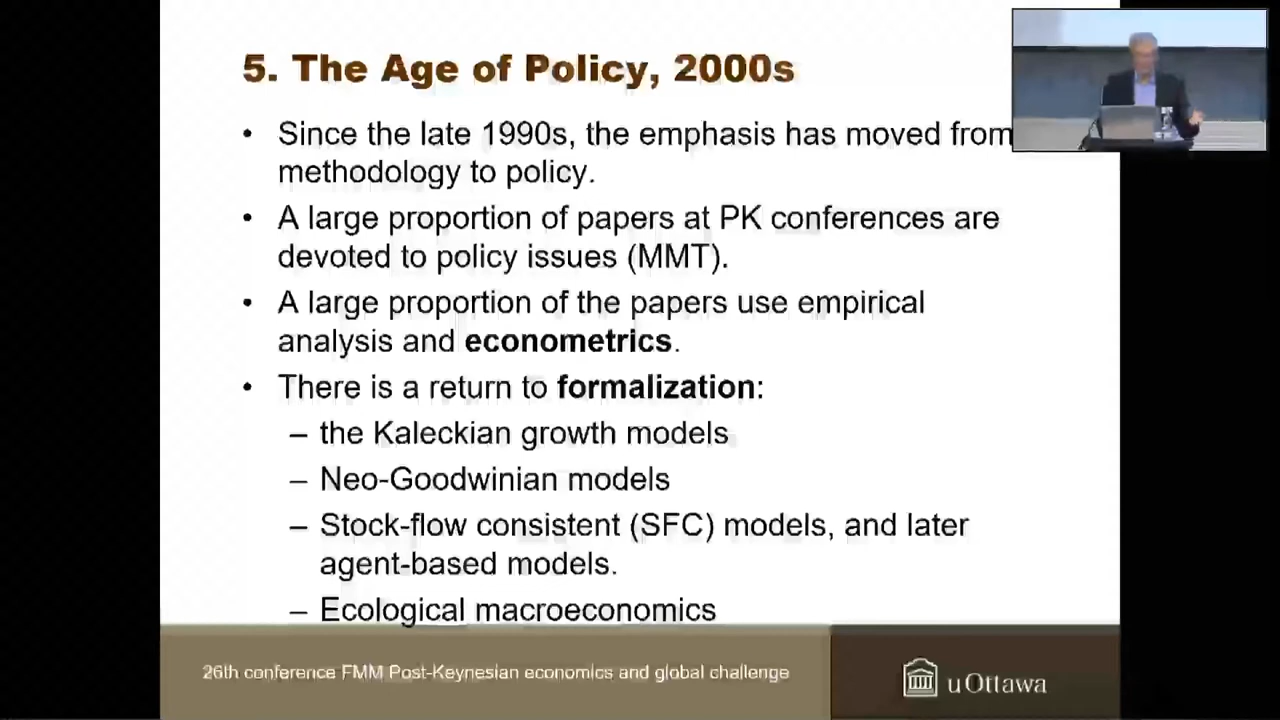 5. The Age of Policy, 2000s
• Since the late 1990s, the emphasis has moved from
methodology to policy.
• A large proportion of papers at PK conferences are
devoted to policy issues (MMT).
• A large proportion of the papers use empirical
analysis and econometrics.
• There is a return to formalization:
– the Kaleckian growth models
– Neo-Goodwinian models
– Stock-flow consistent (SFC) models, and later
agent-based models.
– Ecological macroeconomics
26th conference FMM Post-Keynesian economics and global challenge
uOttawa